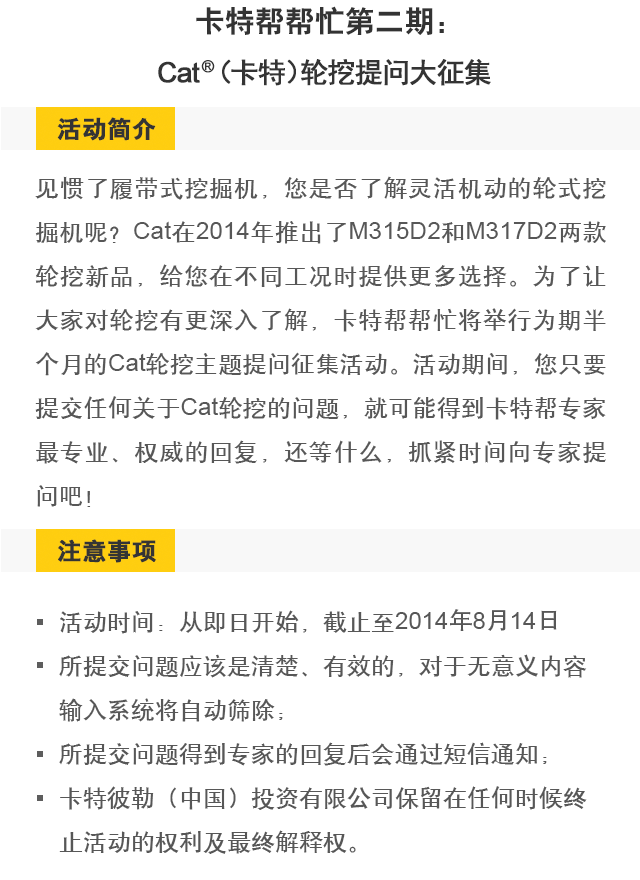 卡特帮帮忙第二期：
Cat®（卡特）轮挖提问大征集
活动简介
见惯了履带式挖掘机，您是否了解灵活机动的轮式挖
掘机呢？Cat在2014年推出了M315D2和M317D2两款
轮挖新品，给您在不同工况时提供更多选择。为了让
大家对轮挖有更深入了解，卡特帮帮忙将举行为期半
个月的Cat轮挖主题提问征集活动。活动期间，您只要
提交任何关于Cat轮挖的问题，就可能得到卡特帮专家
最专业、权威的回复，还等什么，抓紧时间向专家提
问吧！
注意事项
▪ 活动时间：从即日开始，截止至2014年8月14日
▪ 所提交问题应该是清楚、有效的，对于无意义内容
输入系统将自动筛除；
▪ 所提交问题得到专家的回复后会通过短信通知；
▪ 卡特彼勒（中国）投资有限公司保留在任何时候终
止活动的权利及最终解释权。